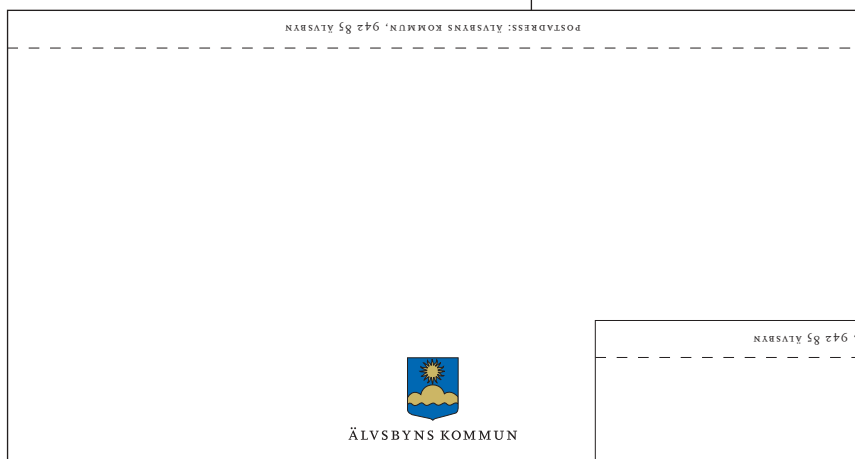 POSTADRESS: ÄLVSBYNS KOMMUN, 942 85 ÄLVSBYN
, 942 85 ÄLVSBYN
ÄLVSBYNS KOMMUN